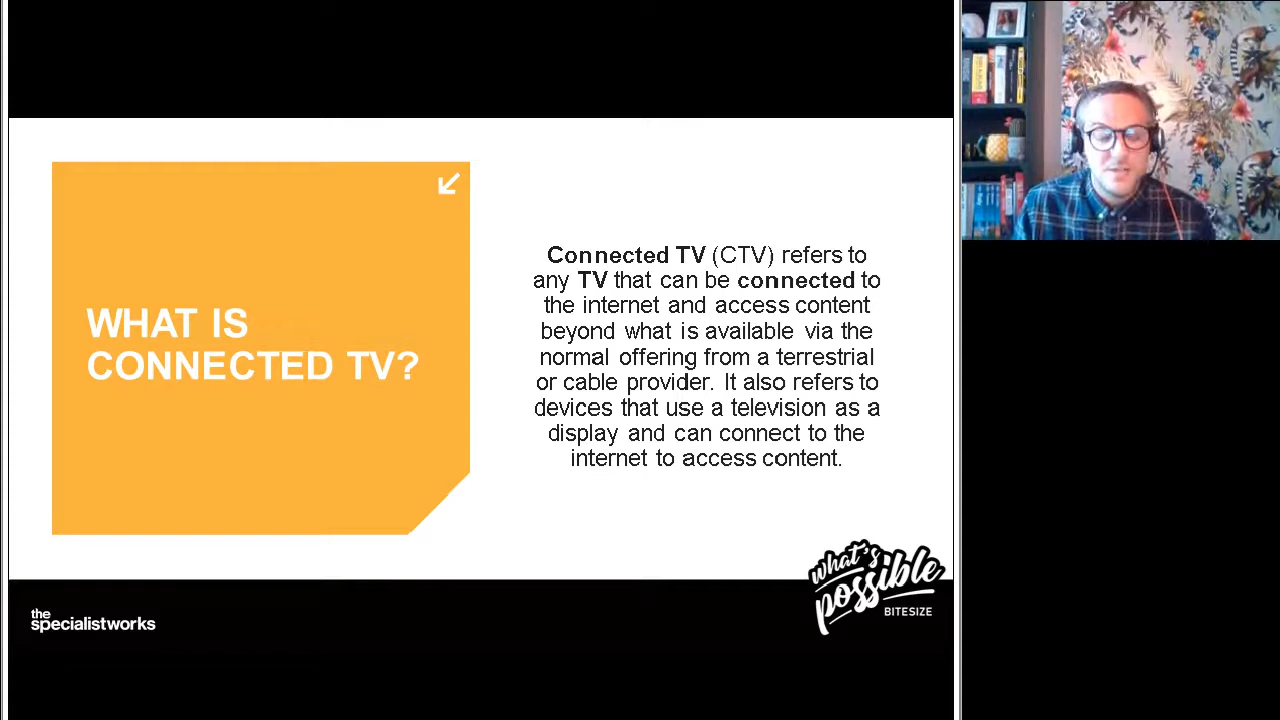 WHAT IS
CONNECTED TV?
Connected TV (CTV) refers to
any TV that can be connected to
the internet and access content
beyond what is available via the
normal offering from a terrestrial
or cable provider. It also refers to
devices that use a television as a
display and can connect to the
internet to access content.
the
specialistworks
what's
possible
BITESIZE